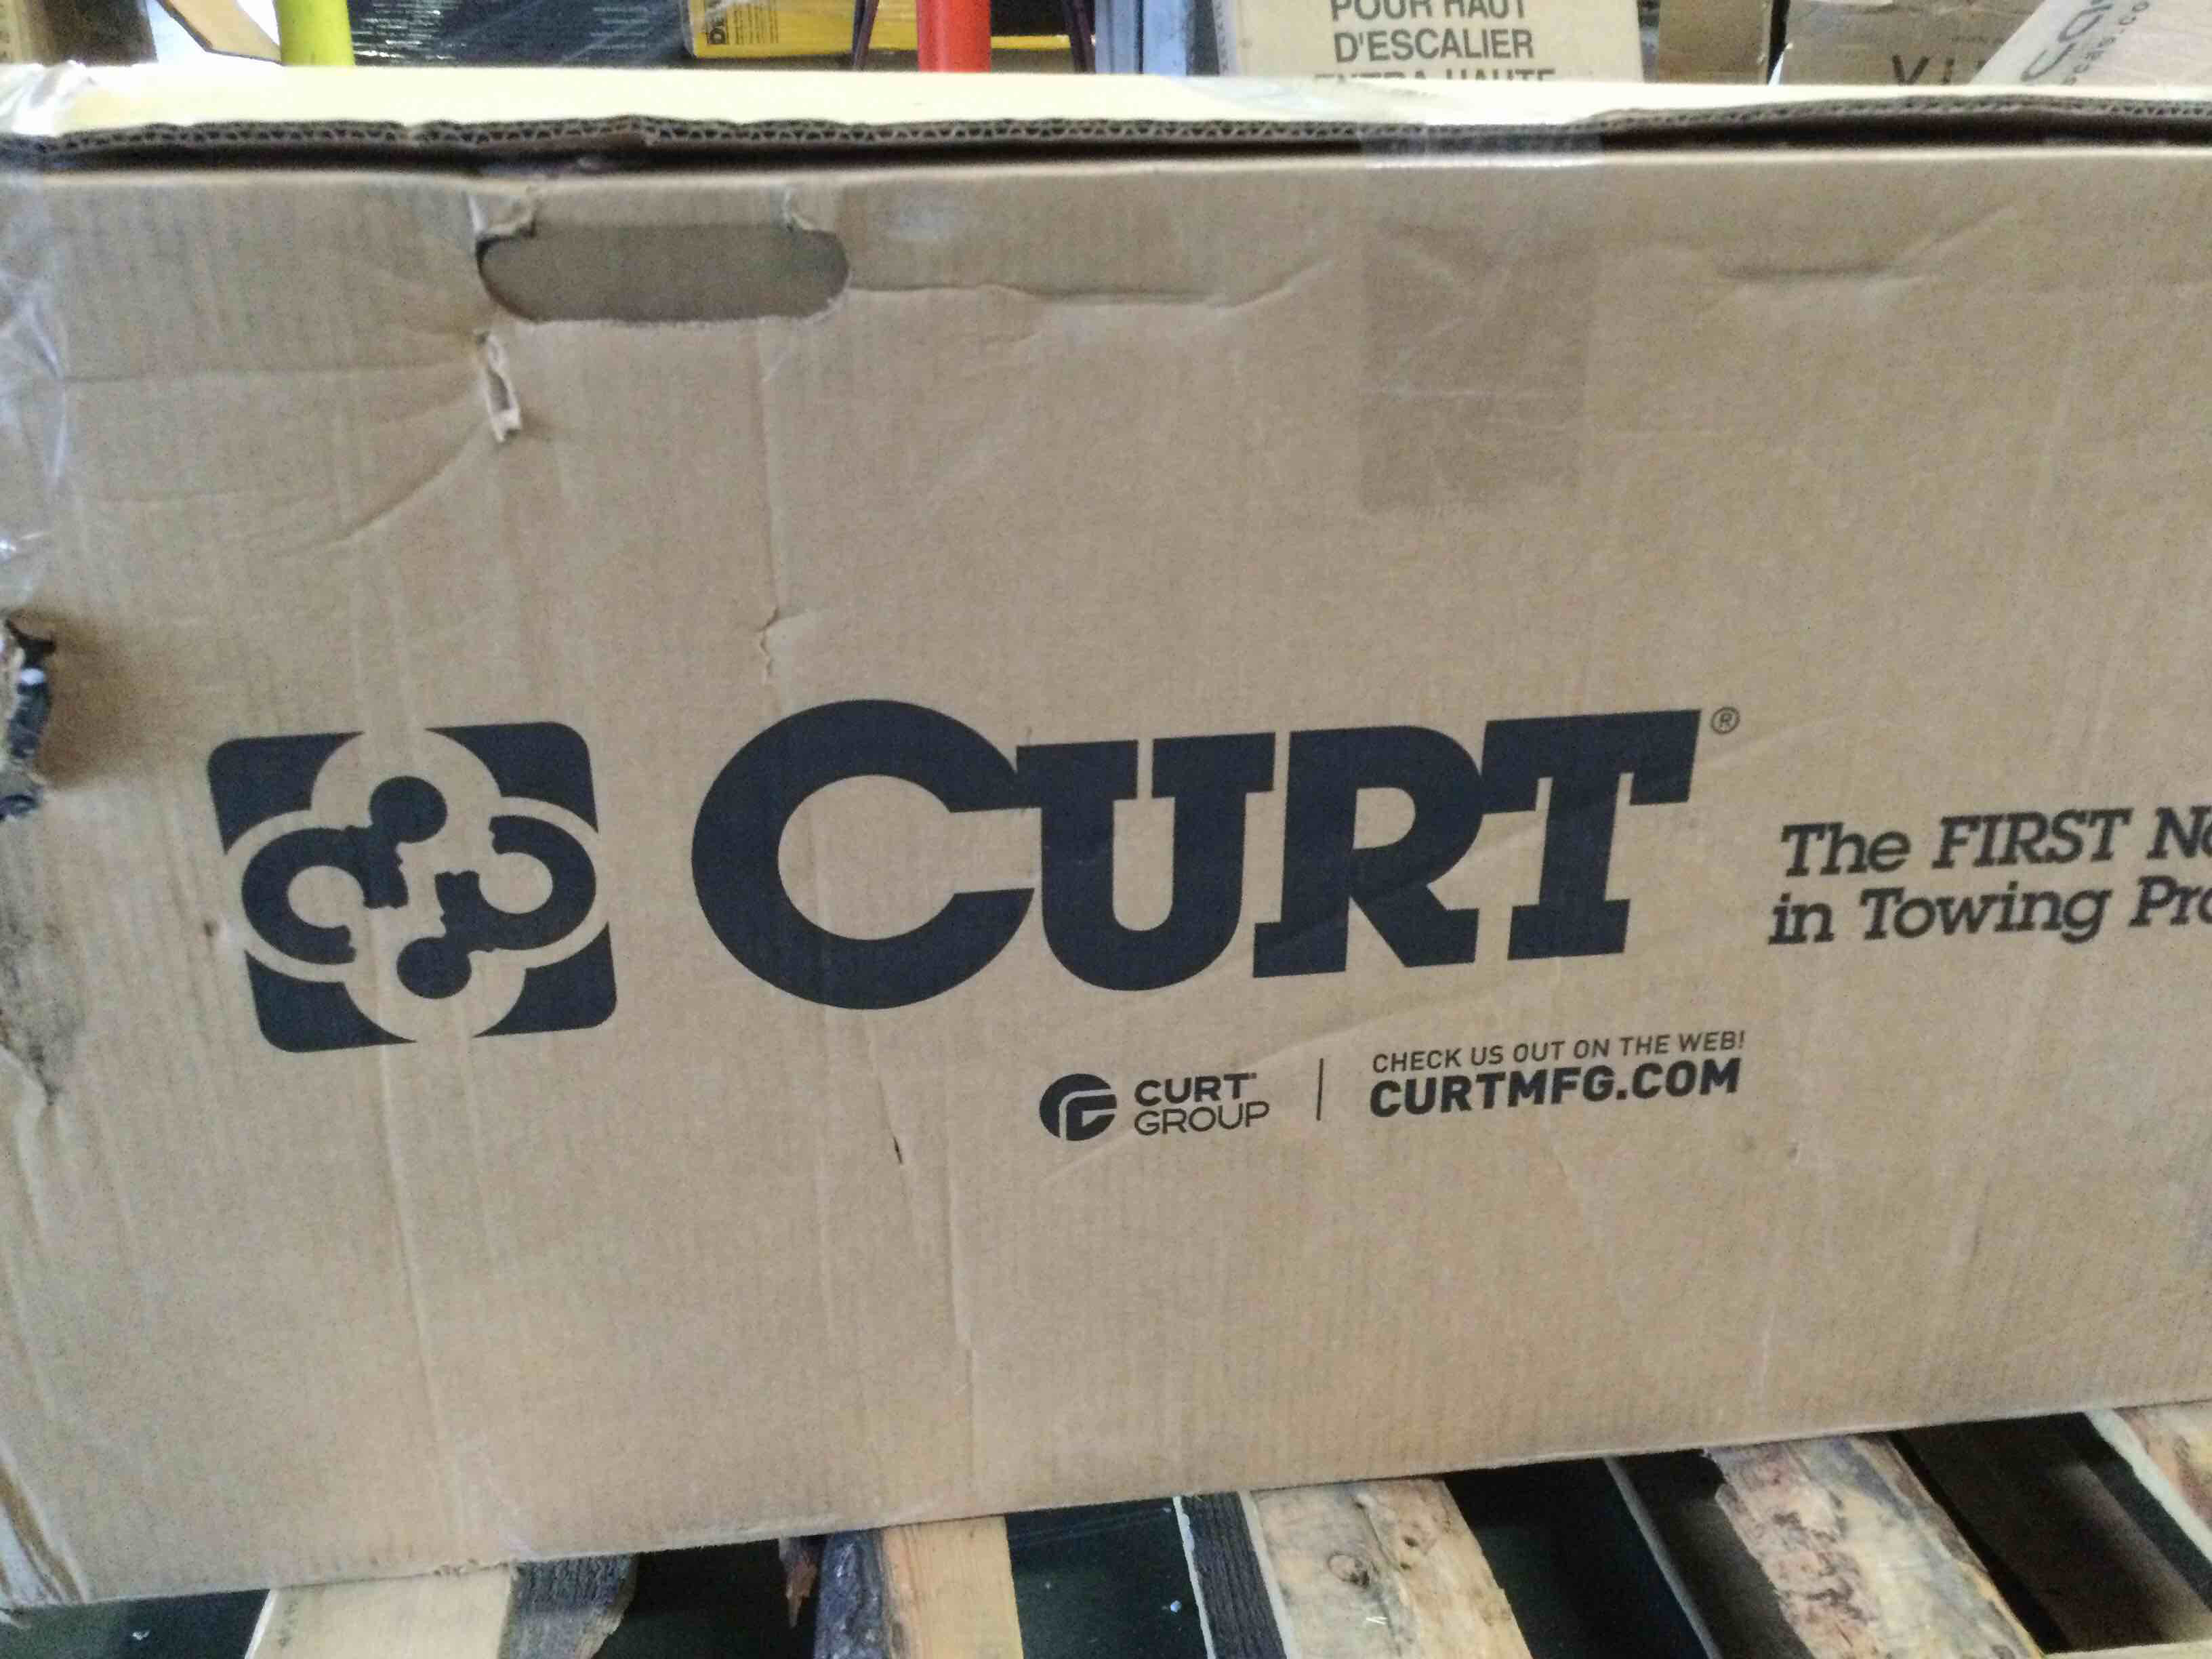 POUR HAUT
D'ESCALIER
CURT®
The FIRST
in Towing
CURT
GROUP
CHECK US OUT ON THE WEB!
CURTMFG.COM